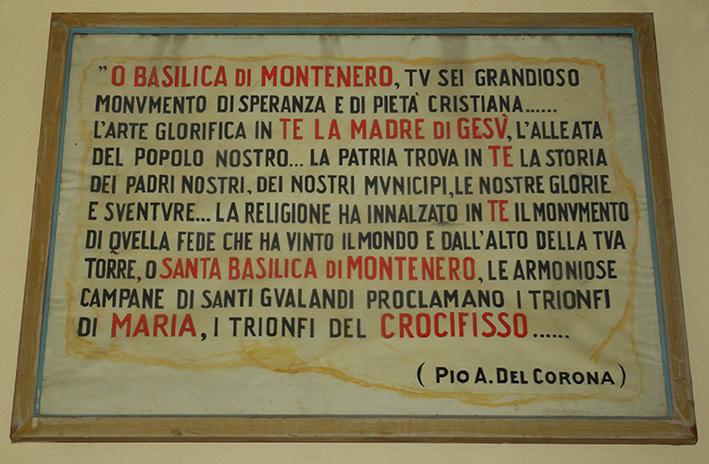 "O BASILICA DI MONTENERO, TV SEI GRANDIOSO
MONVMENTO DI SPERANZA E DI PIETA' CRISTIANA......
L'ARTE GLORIFICA IN TE LA MADRE DI GESV̀, L'ALLEATA
DEL POPOLO NOSTRO... LA PATRIA TROVA IN TE LA STORIA
DEI PADRI NOSTRI, DEI NOSTRI MVNICIPI, LE NOSTRE GLORIE
E SVENTVRE... LA RELIGIONE HA INNALZATO IN TE IL MONVMENTO
DI QVELLA FEDE CHE HA VINTO IL MONDO E DALL'ALTO DELLA TVA
TORRE, O SANTA BASILICA DI MONTENERO, LE ARMONIOSE
CAMPANE DI SANTI GVALANDI PROCLAMANO I TRIONFI
DI MARIA, I TRIONFI DEL CROCIFISSO......
(PIO A. DEL CORONA)